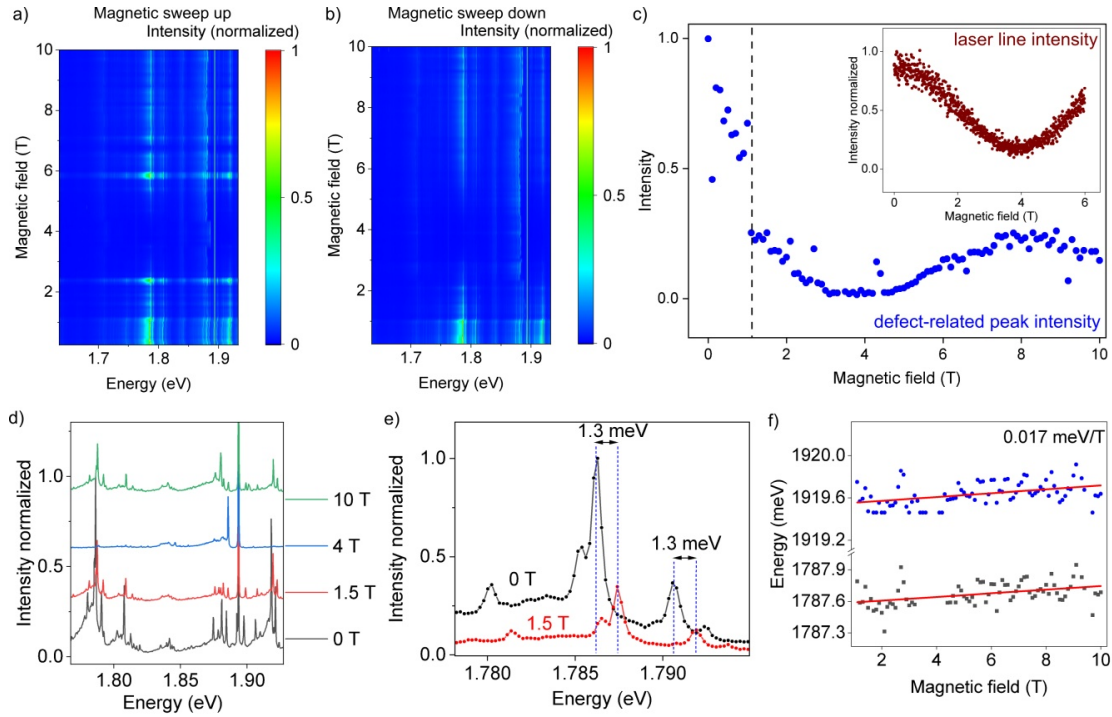 a) Magnetic sweep up
Intensity (normalized)
10
8
6
4
2
Magnetic field (T)
1.7 1.8 1.9
Energy (eV)
1
0.5
0
b) Magnetic sweep down
Intensity (normalized)
10
8
6
4
2
Magnetic field (T)
1.7 1.8 1.9
Energy (eV)
1
0.5
0
c)
1.0
0.5
0.0
Intensity
0 2 4 6 8 10
Magnetic field (T)
defect-related peak intensity
laser line intensity
1.0
0.5
0.0
Intensity normalized
0 2 4 6
Magnetic field (T)
d)
1.0
0.5
0.0
Intensity normalized
10 T
4 T
1.5 T
0 T
1.80 1.85 1.90
Energy (eV)
e)
1.3 meV
1.3 meV
1.0
0.5
0.0
Intensity normalized
0 T
1.5 T
1.780 1.785 1.790
Energy (eV)
f)
0.017 meV/T
1920.0
1919.6
1919.2
1787.9
1787.6
1787.3
Energy (meV)
2 4 6 8 10
Magnetic field (T)